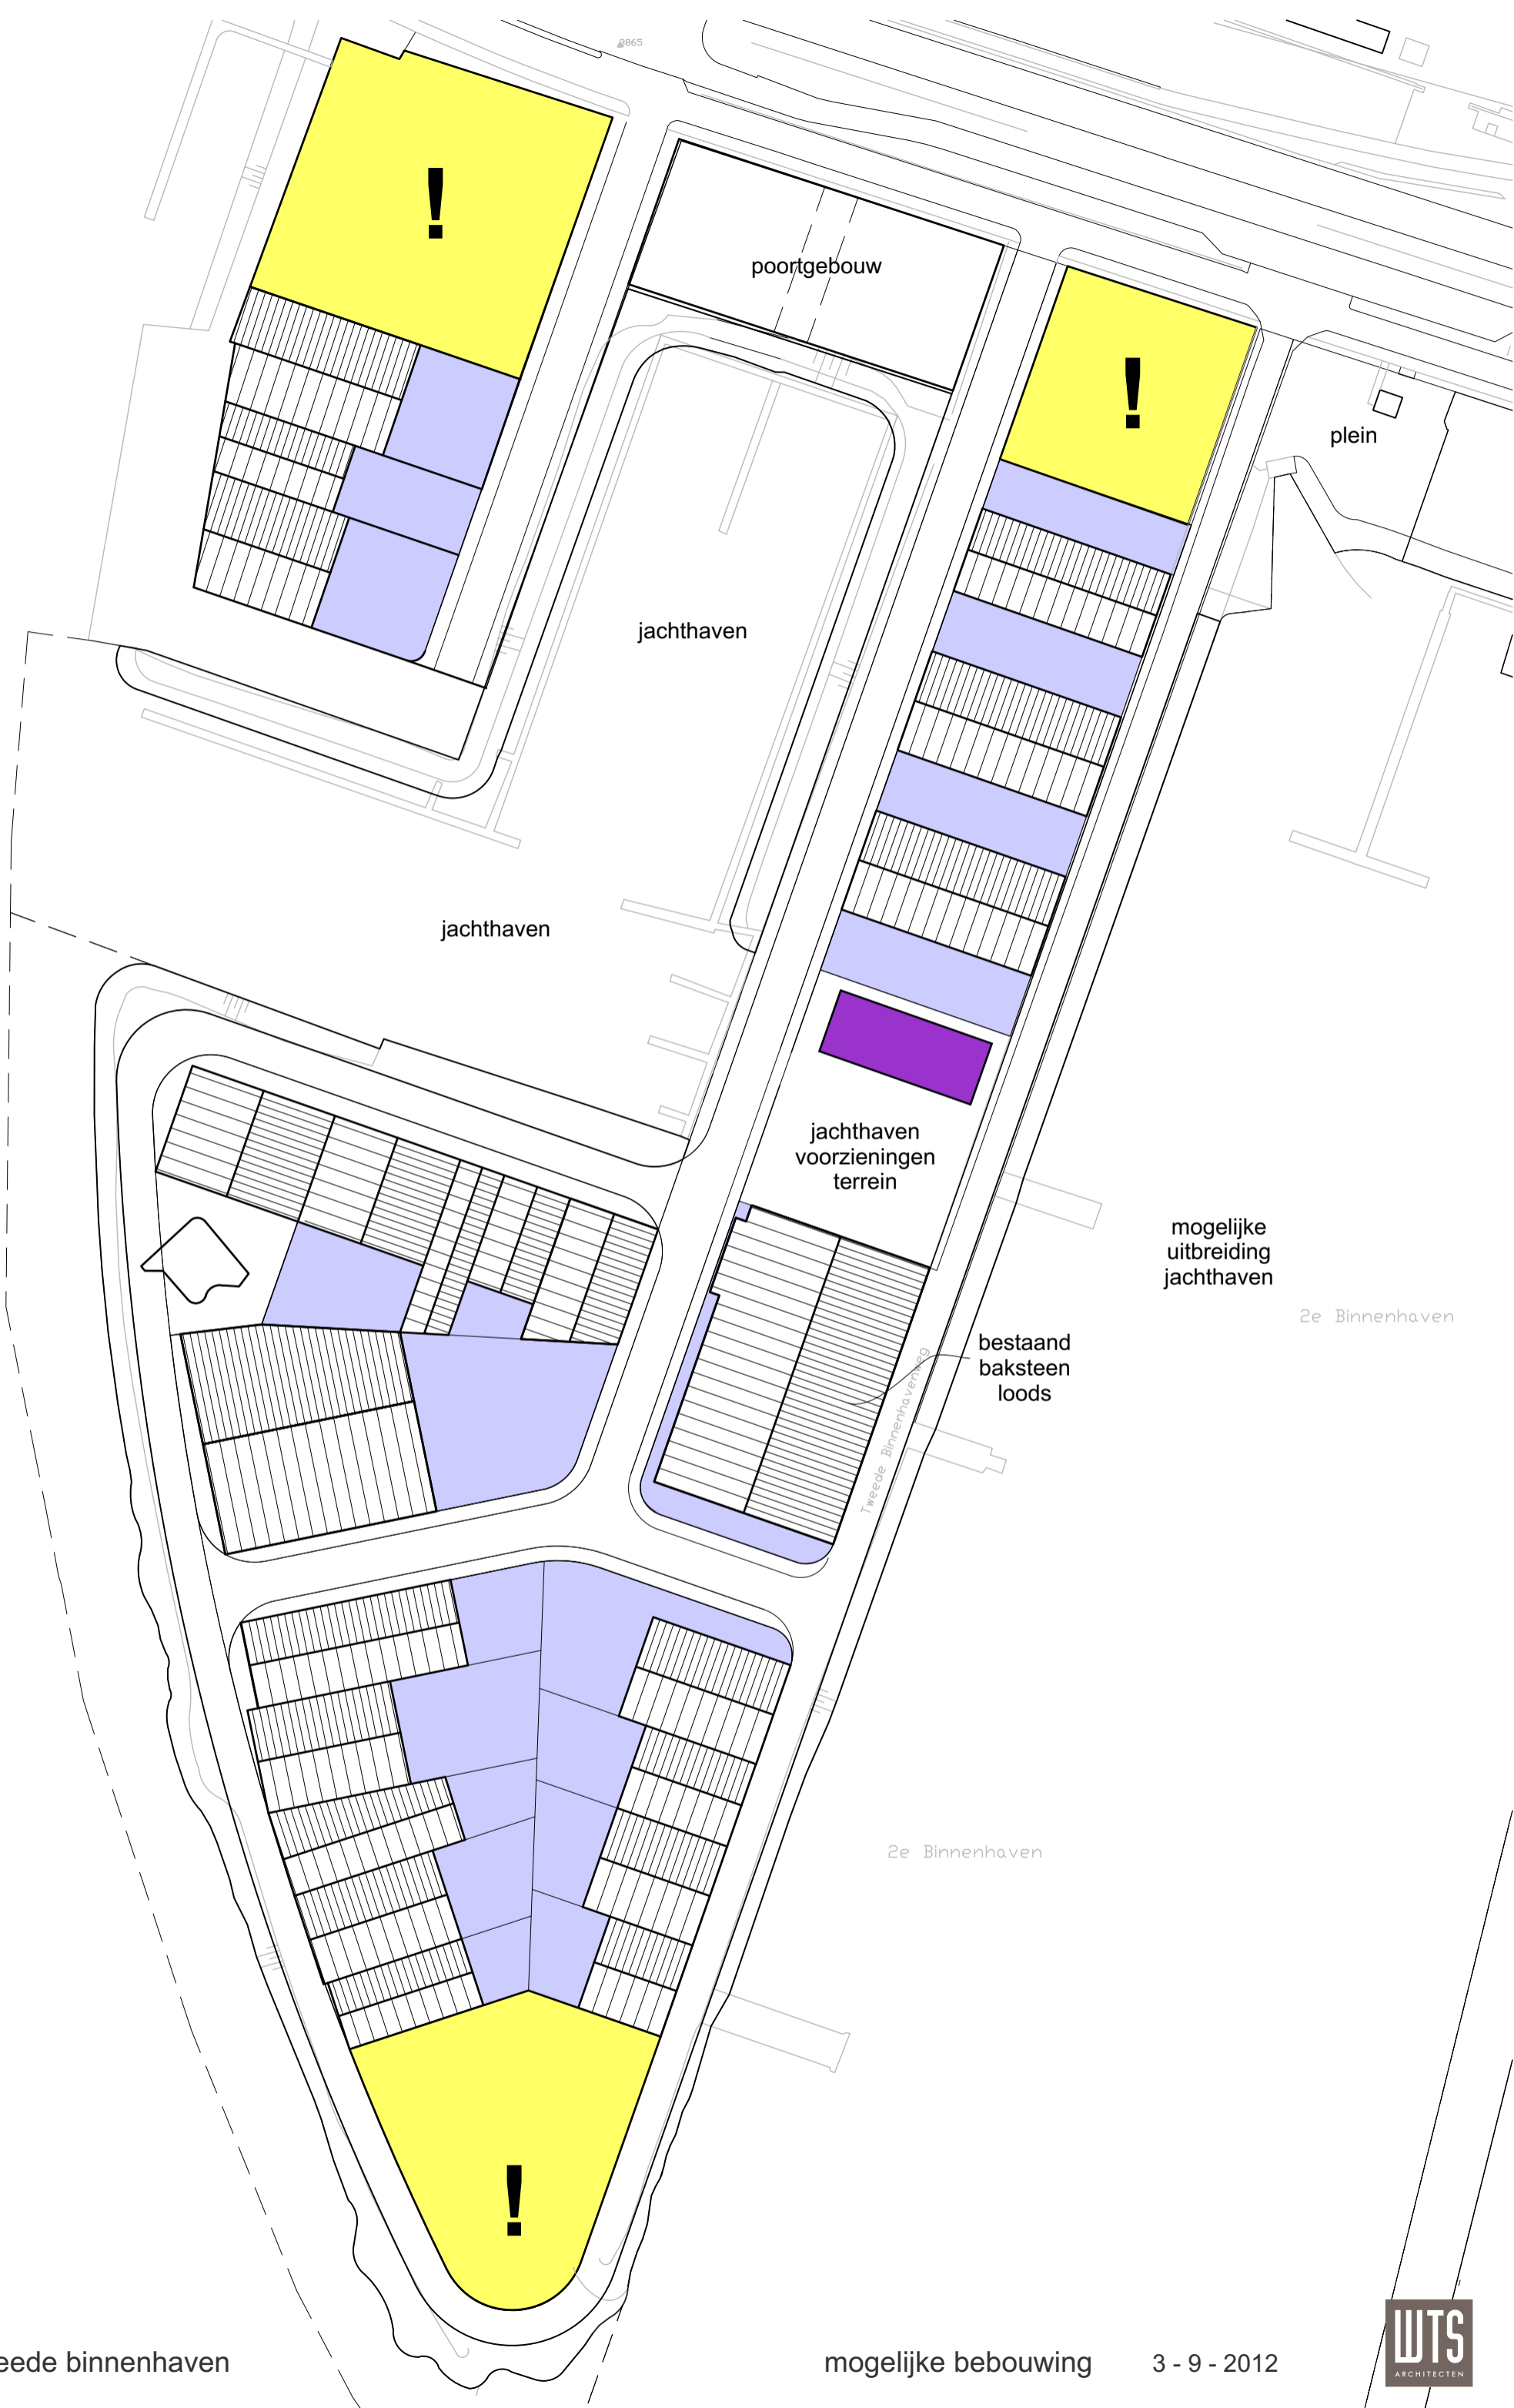 9865
!
poortgebouw
!
plein
jachthaven
jachthaven
jachthaven
voorzieningen
terrein
mogelijke
uitbreiding
jachthaven
2e Binnenhaven
bestaand
baksteen
loods
Tweede Binnenhavenweg
2e Binnenhaven
!
eede binnenhaven
mogelijke bebouwing
3 - 9 - 2012
WTS
ARCHITECTEN